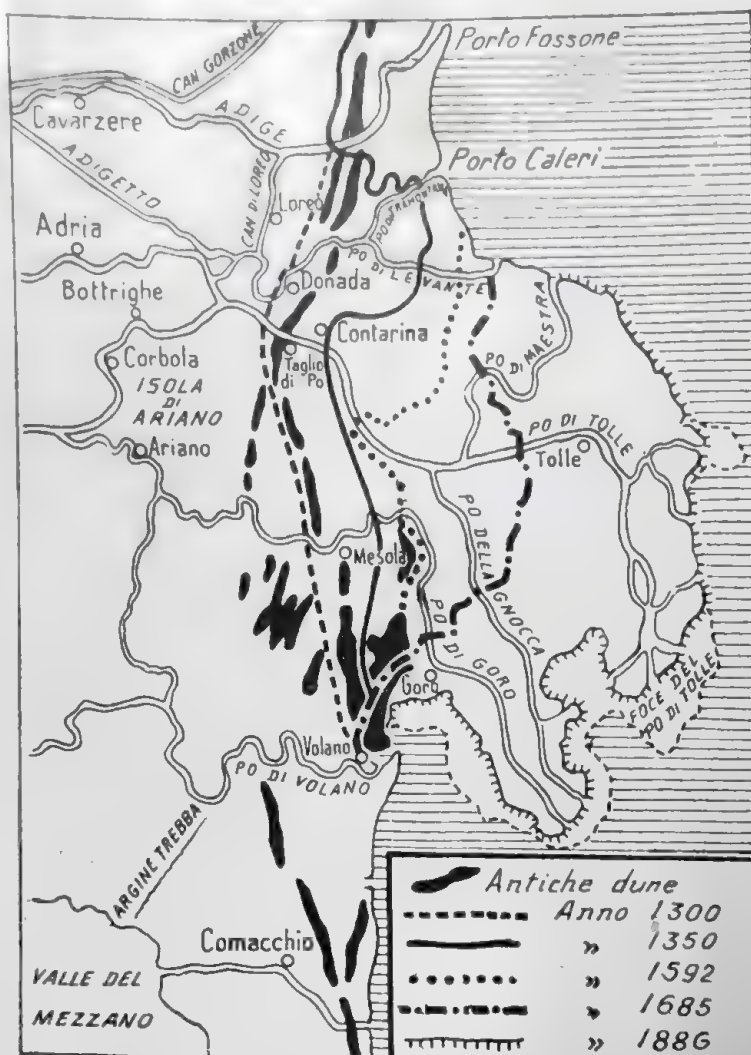 Porto Fossone
CAN GORZONE
Cavarzere
ADIGE
Porto Caleri
ADIGETTO
CAN DI LOREO
Loreo
PO DI TRAMONTANA
Adria
PO DI LEVANTE
Donada
Bottrighe
Contarina
PO DI MAESTRA
Taglio
di Po
Corbola
ISOLA
DI
ARIANO
PO DI TOLLE
Ariano
Tolle
Mesola
PO DELLA GNOCCA
PO DI GORO
Goro
FOCE DEL
PO DI TOLLE
Volano
PO DI VOLANO
ARGINE TREBBA
Comacchio
VALLE DEL
MEZZANO
Antiche dune
Anno 1300
" 1350
" 1592
" 1685
" 1886